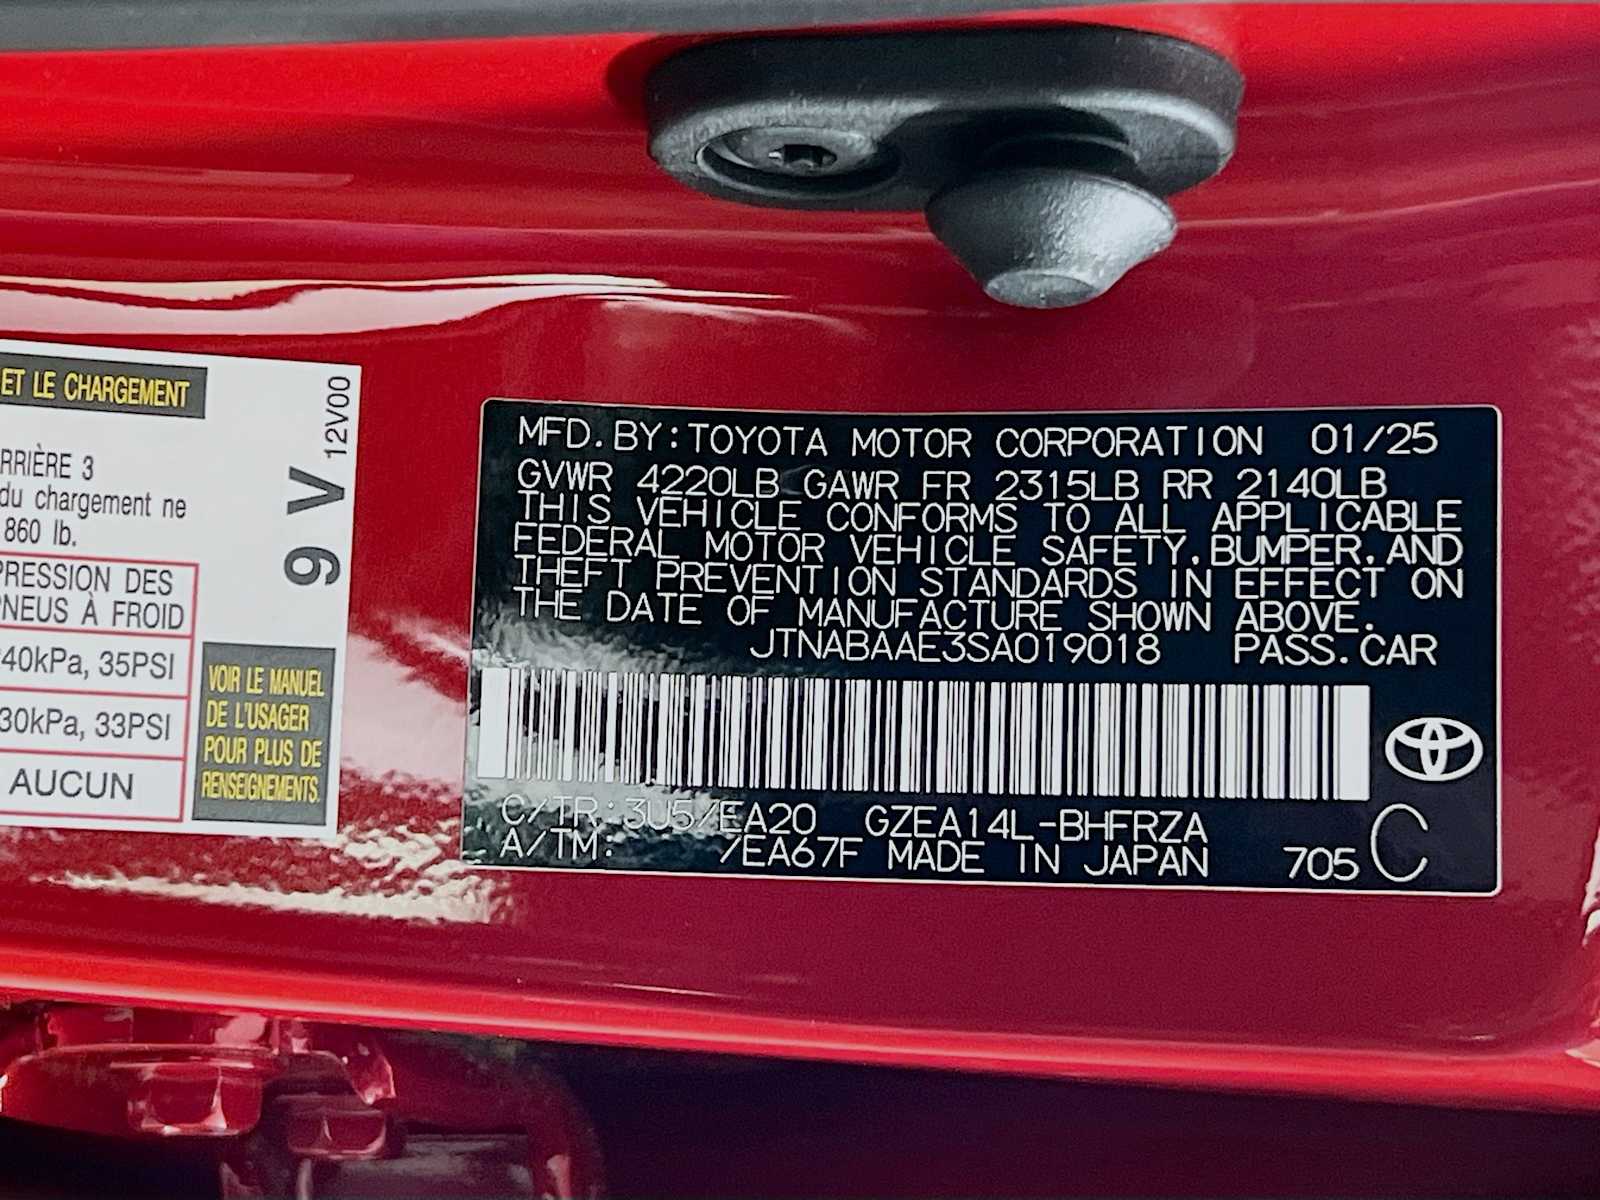 ET LE CHARGEMENT
12V00
RRIÈRE 3
du chargement ne
860 lb.
9 V
PRESSION DES
PNEUS À FROID
40kPa, 35PSI
30kPa, 33PSI
AUCUN
VOIR LE MANUEL
DE L'USAGER
POUR PLUS DE
RENSEIGNEMENTS.
MFD.BY:TOYOTA MOTOR CORPORATION 01/25
GVWR 4220LB GAWR FR 2315LB RR 2140LB
THIS VEHICLE CONFORMS TO ALL APPLICABLE
FEDERAL MOTOR VEHICLE SAFETY,BUMPER,AND
THEFT PREVENTION STANDARDS IN EFFECT ON
THE DATE OF MANUFACTURE SHOWN ABOVE.
JTNABAAE3SA019018 PASS.CAR
C/TR:3U5/EA20 GZEA14L-BHFRZA
A/TM: /EA67F MADE IN JAPAN 705 C